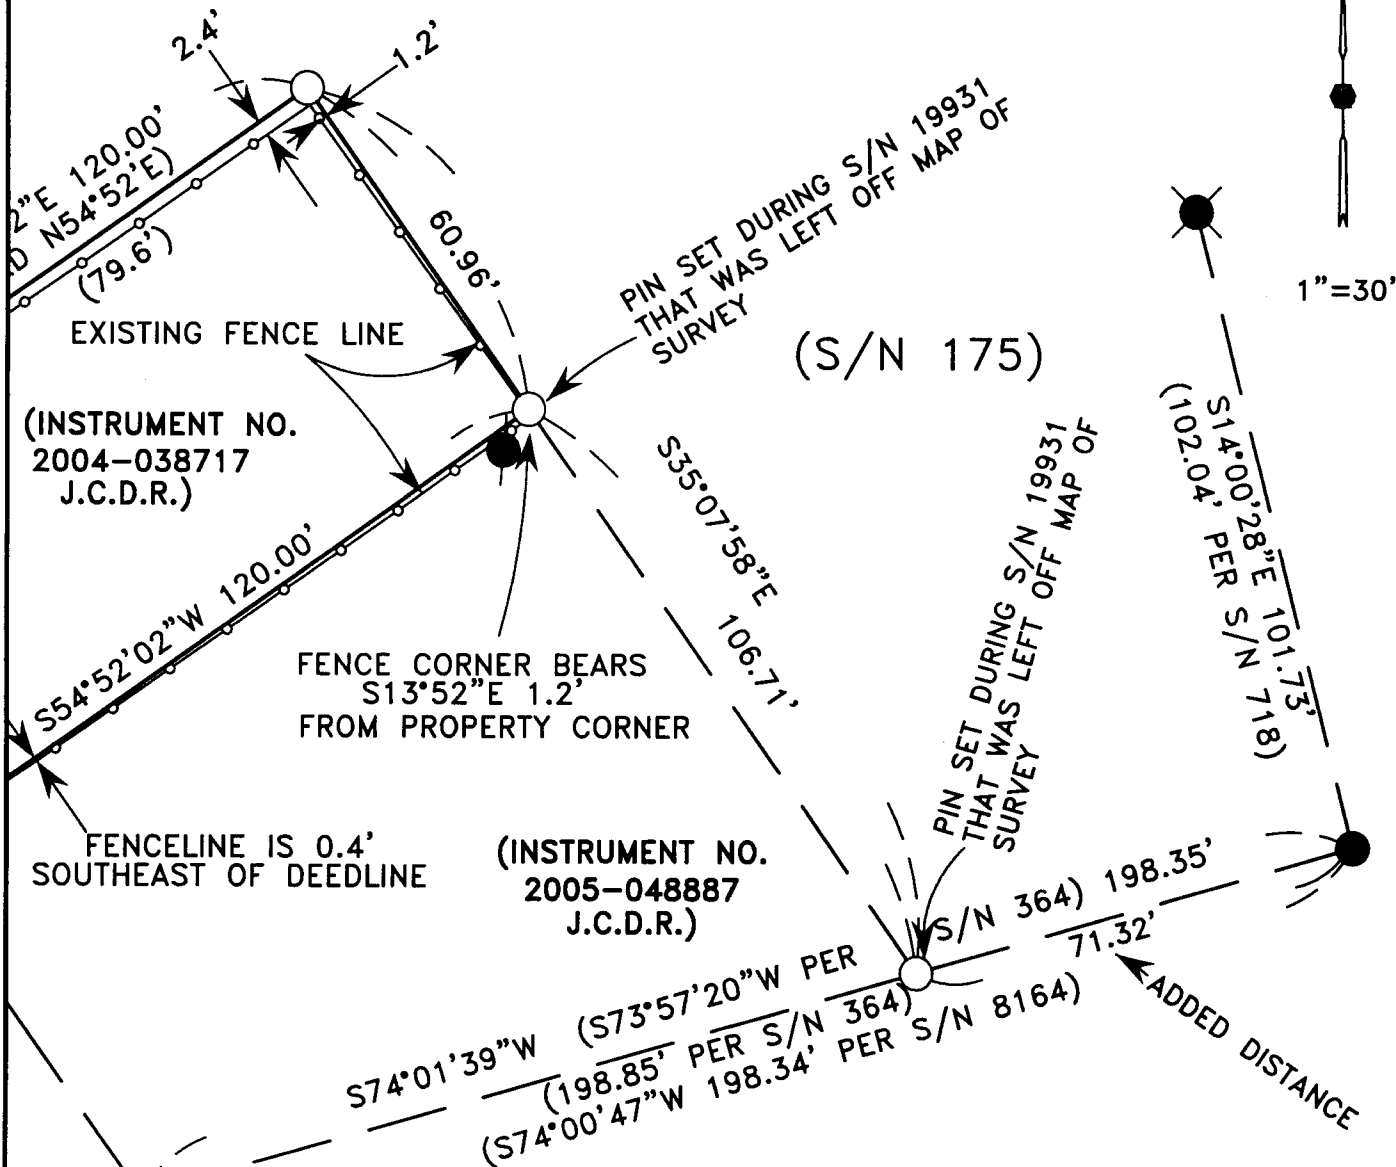 2.4'
1.2'
2"E 120.00'
D N54°52'E)
(79.6')
60.96'
PIN SET DURING S/N 19931
THAT WAS LEFT OFF MAP OF
SURVEY
1"=30'
EXISTING FENCE LINE
(S/N 175)
(INSTRUMENT NO.
2004-038717
J.C.D.R.)
S14°00'28"E 101.73'
(102.04' PER S/N 718)
S35°07'58"E 106.71'
S54°52'02"W 120.00'
FENCE CORNER BEARS
S13°52"E 1.2'
FROM PROPERTY CORNER
PIN SET DURING S/N 19931
THAT WAS LEFT OFF MAP OF
SURVEY
FENCELINE IS 0.4'
SOUTHEAST OF DEEDLINE
(INSTRUMENT NO.
2005-048887
J.C.D.R.)
S74°01'39"W (S73°57'20"W PER S/N 364) 198.35'
(198.85' PER S/N 364)
(S74°00'47"W 198.34' PER S/N 8164)
71.32'
ADDED DISTANCE